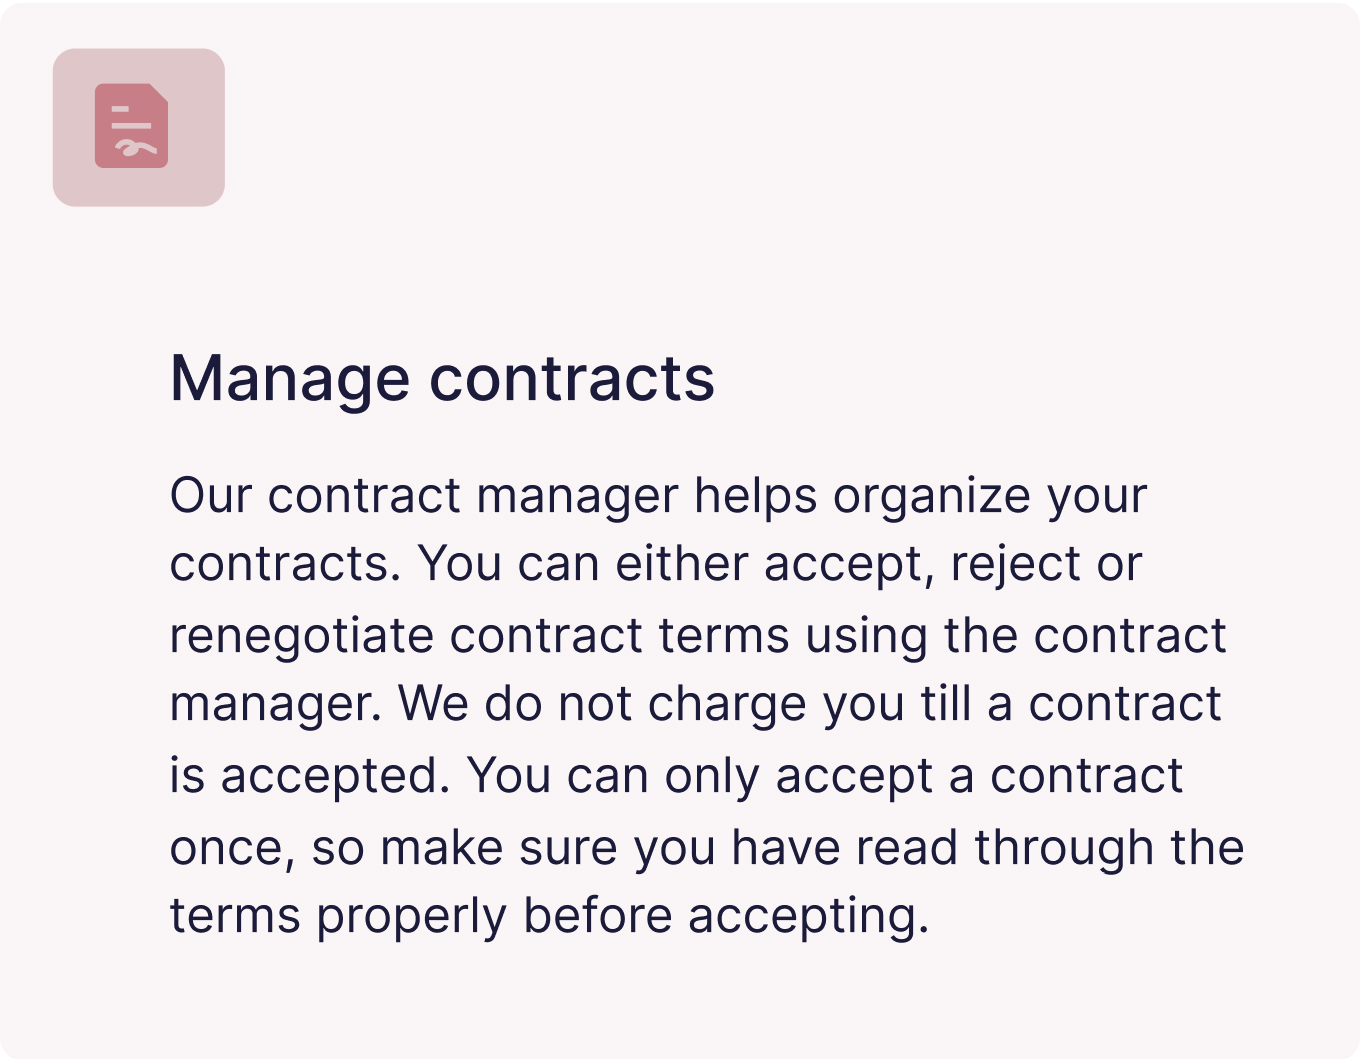 Manage contracts
Our contract manager helps organize your
contracts. You can either accept, reject or
renegotiate contract terms using the contract
manager. We do not charge you till a contract
is accepted. You can only accept a contract
once, so make sure you have read through the
terms properly before accepting.